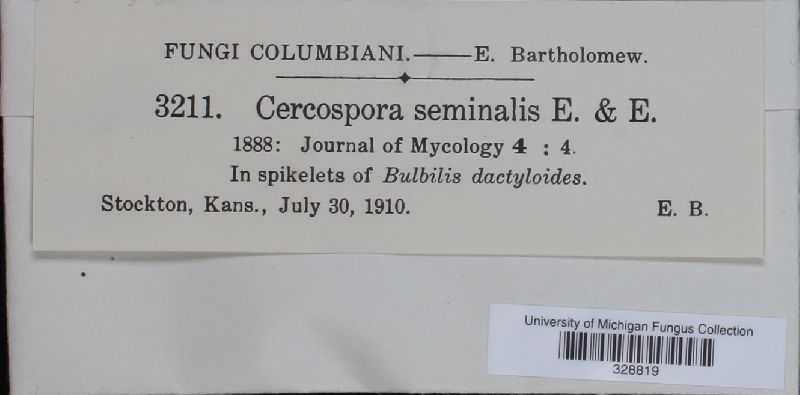 FUNGI COLUMBIANI.——E. Bartholomew.
3211. Cercospora seminalis E. & E.
1888: Journal of Mycology 4 : 4.
In spikelets of Bulbilis dactyloides.
Stockton, Kans., July 30, 1910. E. B.
University of Michigan Fungus Collection
328819